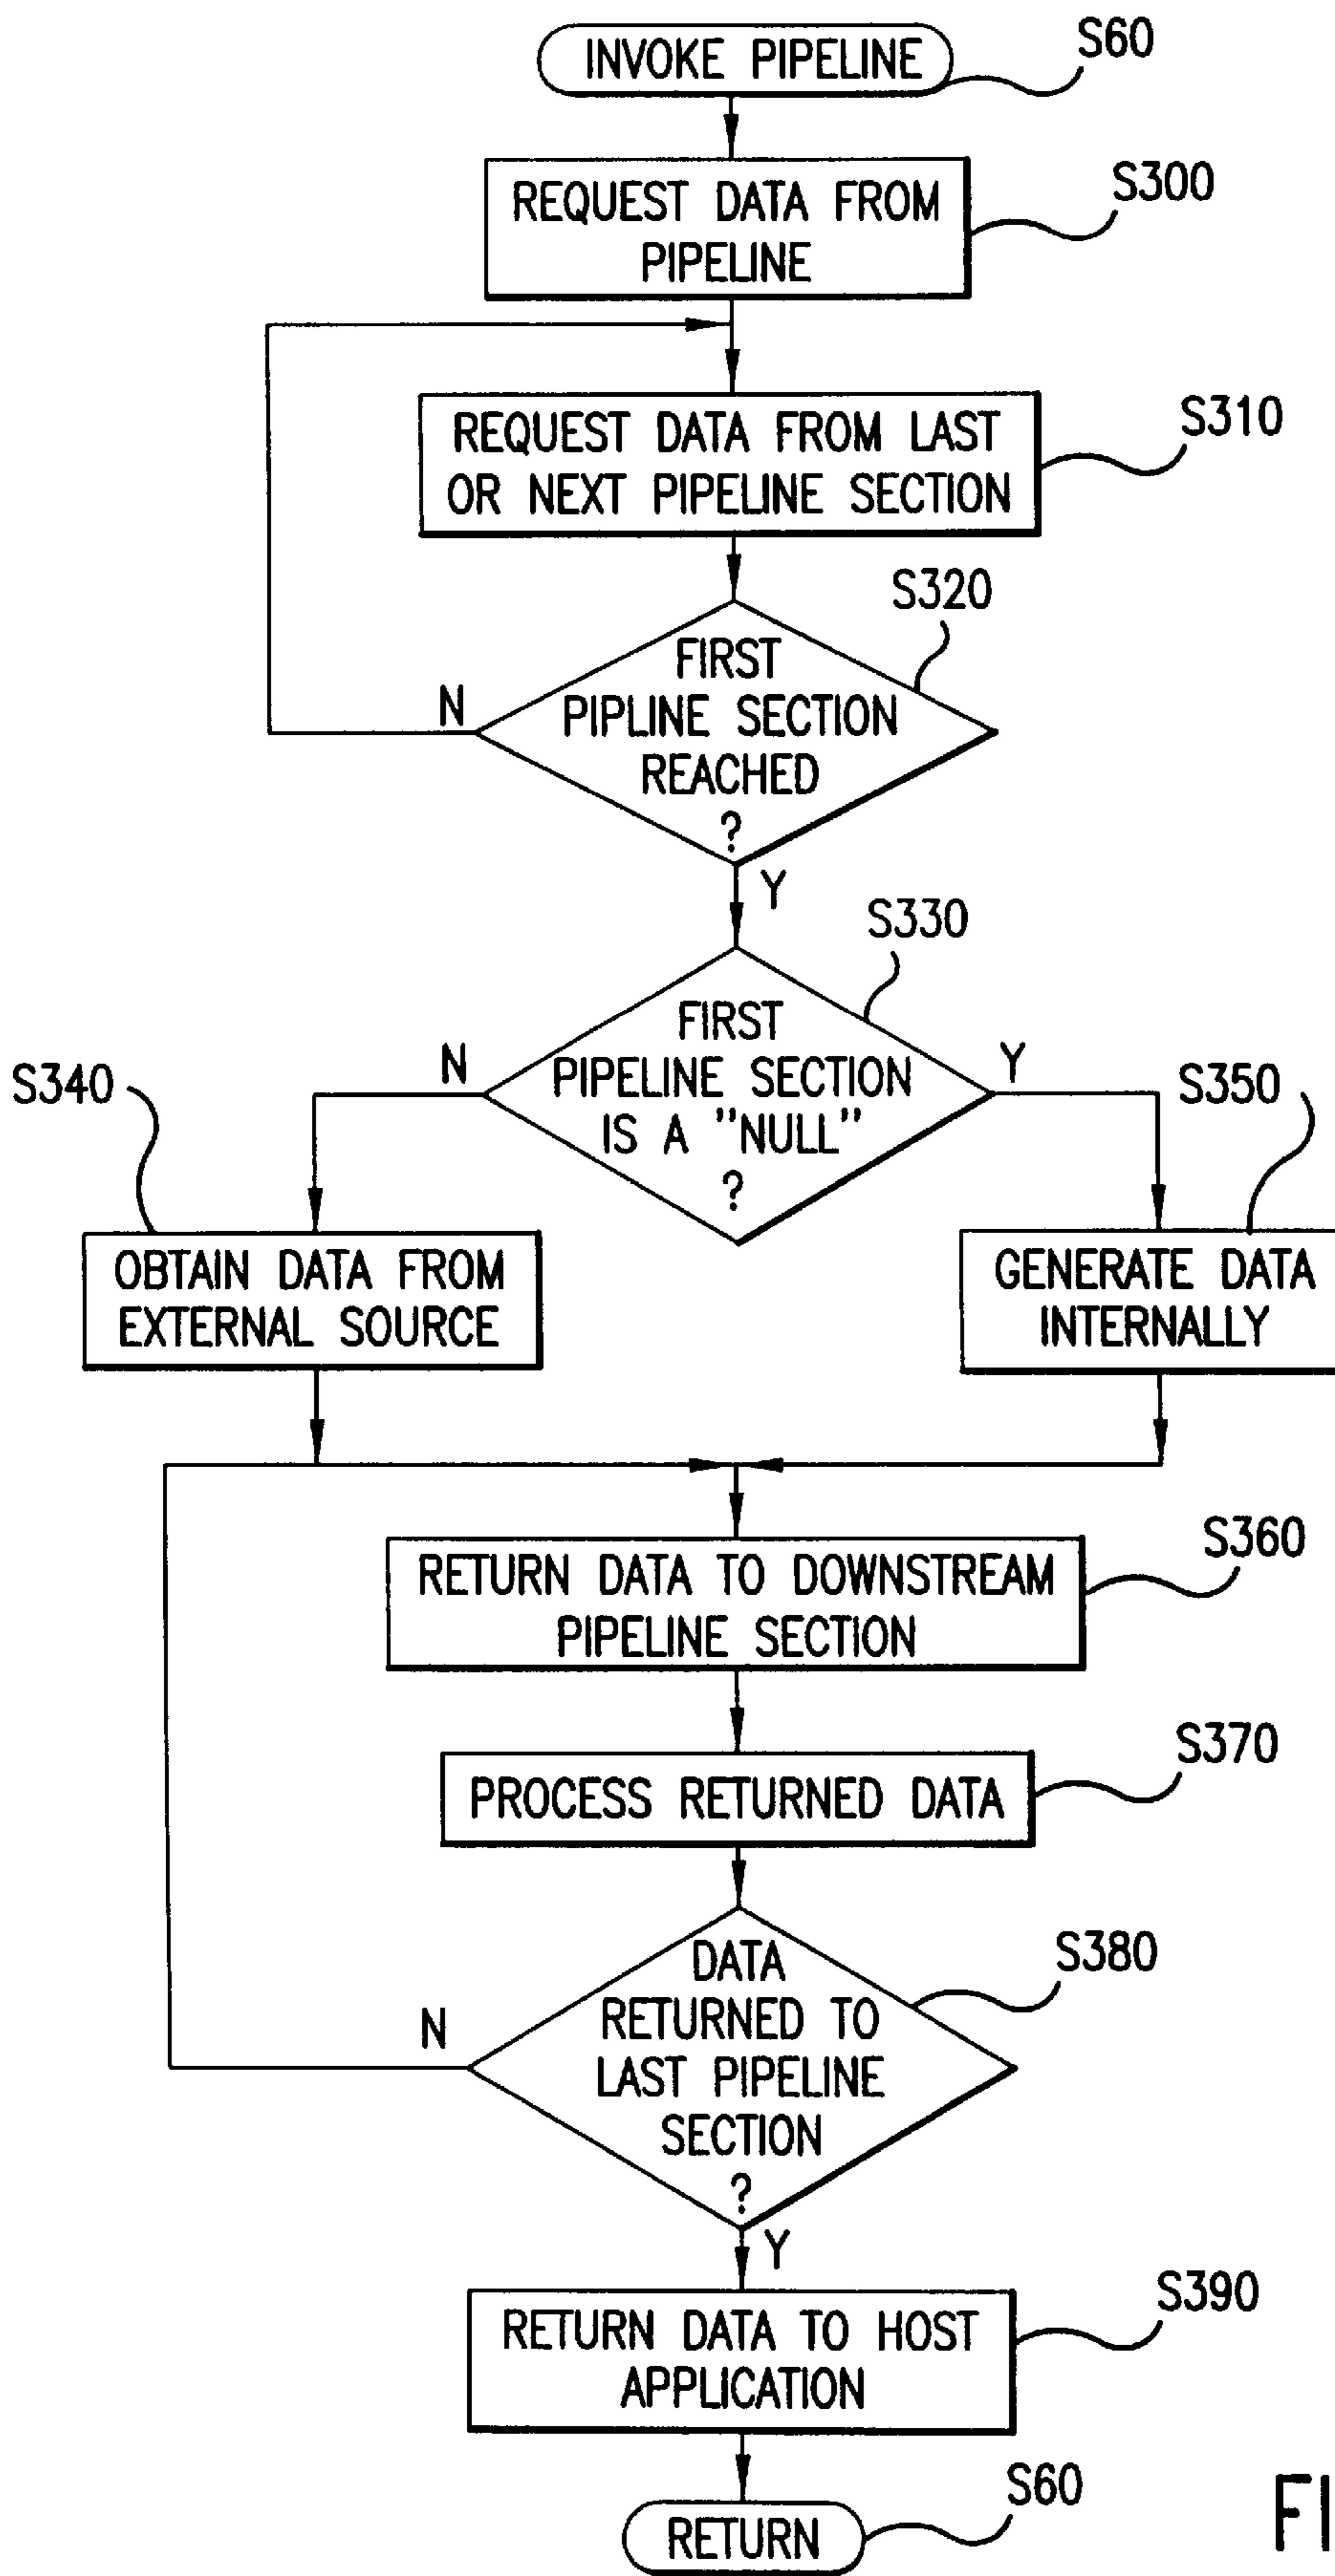 INVOKE PIPELINE
S60
REQUEST DATA FROM
PIPELINE
S300
REQUEST DATA FROM LAST
OR NEXT PIPELINE SECTION
S310
FIRST
PIPLINE SECTION
REACHED
?
S320
N
Y
FIRST
PIPELINE SECTION
IS A "NULL"
?
S330
N
Y
S340
OBTAIN DATA FROM
EXTERNAL SOURCE
S350
GENERATE DATA
INTERNALLY
RETURN DATA TO DOWNSTREAM
PIPELINE SECTION
S360
PROCESS RETURNED DATA
S370
DATA
RETURNED TO
LAST PIPELINE
SECTION
?
S380
N
Y
RETURN DATA TO HOST
APPLICATION
S390
RETURN
S60
FI